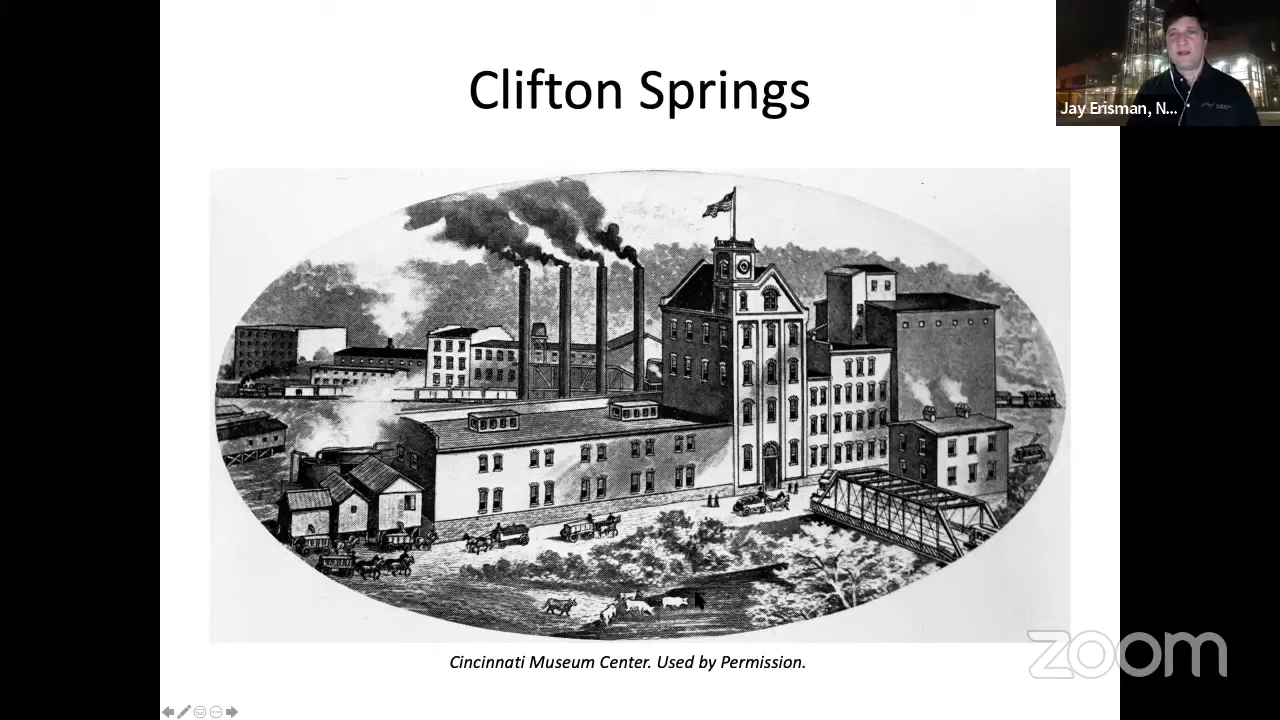 Clifton Springs
Jay Erisman, N...
Cincinnati Museum Center. Used by Permission.
zoom